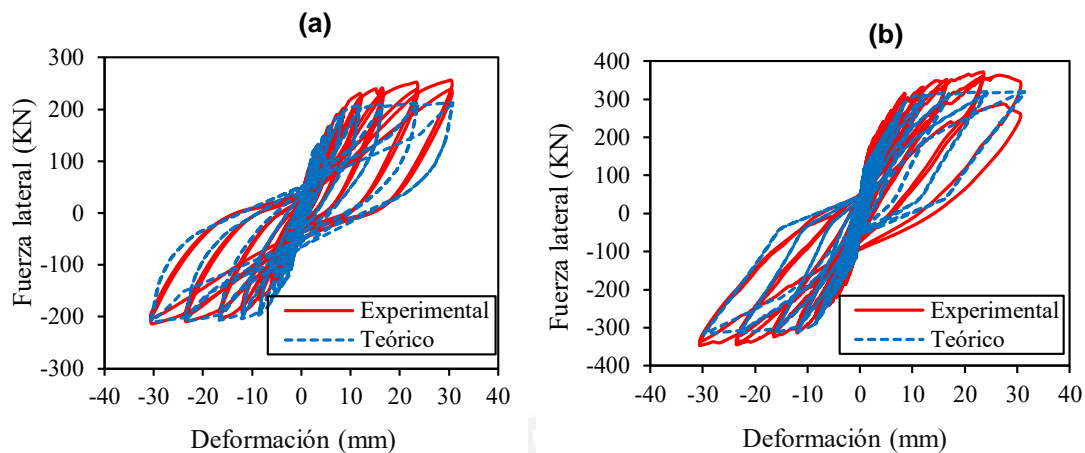 (a)
300
200
100
0
-100
-200
-300
-40 -30 -20 -10 0 10 20 30 40
Fuerza lateral (KN)
Deformación (mm)
Experimental
Teórico
(b)
400
300
200
100
0
-100
-200
-300
-400
-40 -30 -20 -10 0 10 20 30 40
Fuerza lateral (KN)
Deformación (mm)
Experimental
Teórico